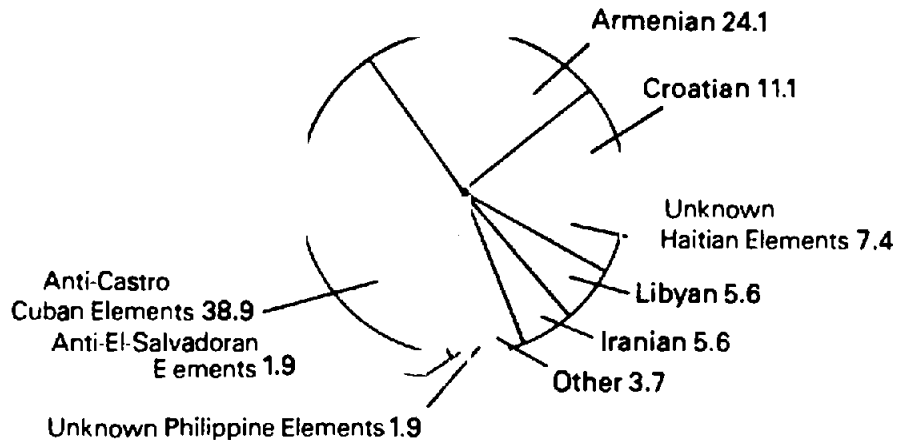 Armenian 24.1
Croatian 11.1
Unknown
Haitian Elements 7.4
Libyan 5.6
Iranian 5.6
Other 3.7
Unknown Philippine Elements 1.9
Anti-El-Salvadoran
E ements 1.9
Anti-Castro
Cuban Elements 38.9